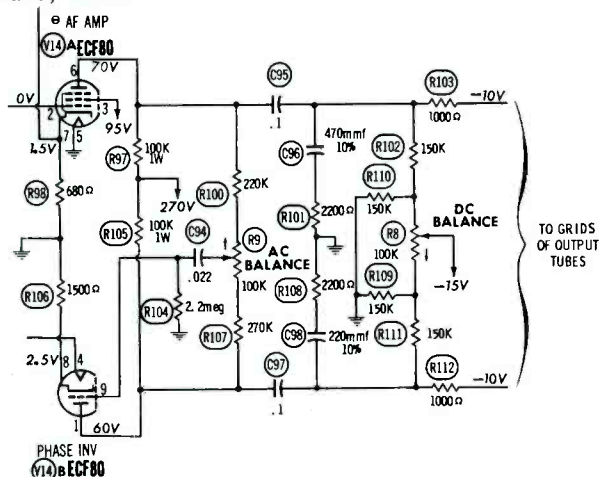 ⊖ AF AMP
V14 A ECF80
6
70V
C95
R103
-10V
0V
2
3
95V
.1
1000Ω
7
5
1.5V
R97
100K
1W
C96
470mmf
10%
R102
150K
R98
680Ω
R100
220K
R110
150K
270V
R101
2200Ω
DC
BALANCE
TO GRIDS
OF OUTPUT
TUBES
R105
100K
1W
C94
.022
R9
AC
BALANCE
100K
R8
100K
-15V
R106
1500Ω
R104
2.2meg
R108
2200Ω
R109
150K
R107
270K
C98
220mmf
10%
R111
150K
2.5V
8
4
9
C97
.1
R112
1000Ω
-10V
1
60V
PHASE INV
V14 B ECF80